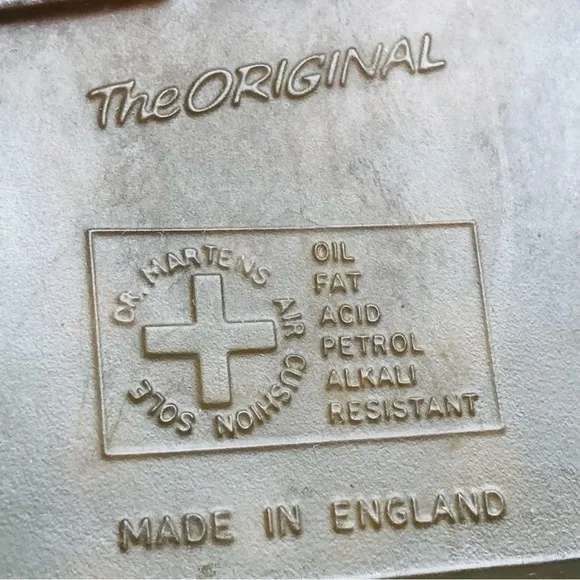 The ORIGINAL
DR. MARTENS AIR CUSHION SOLE
OIL
FAT
ACID
PETROL
ALKALI
RESISTANT
MADE IN ENGLAND